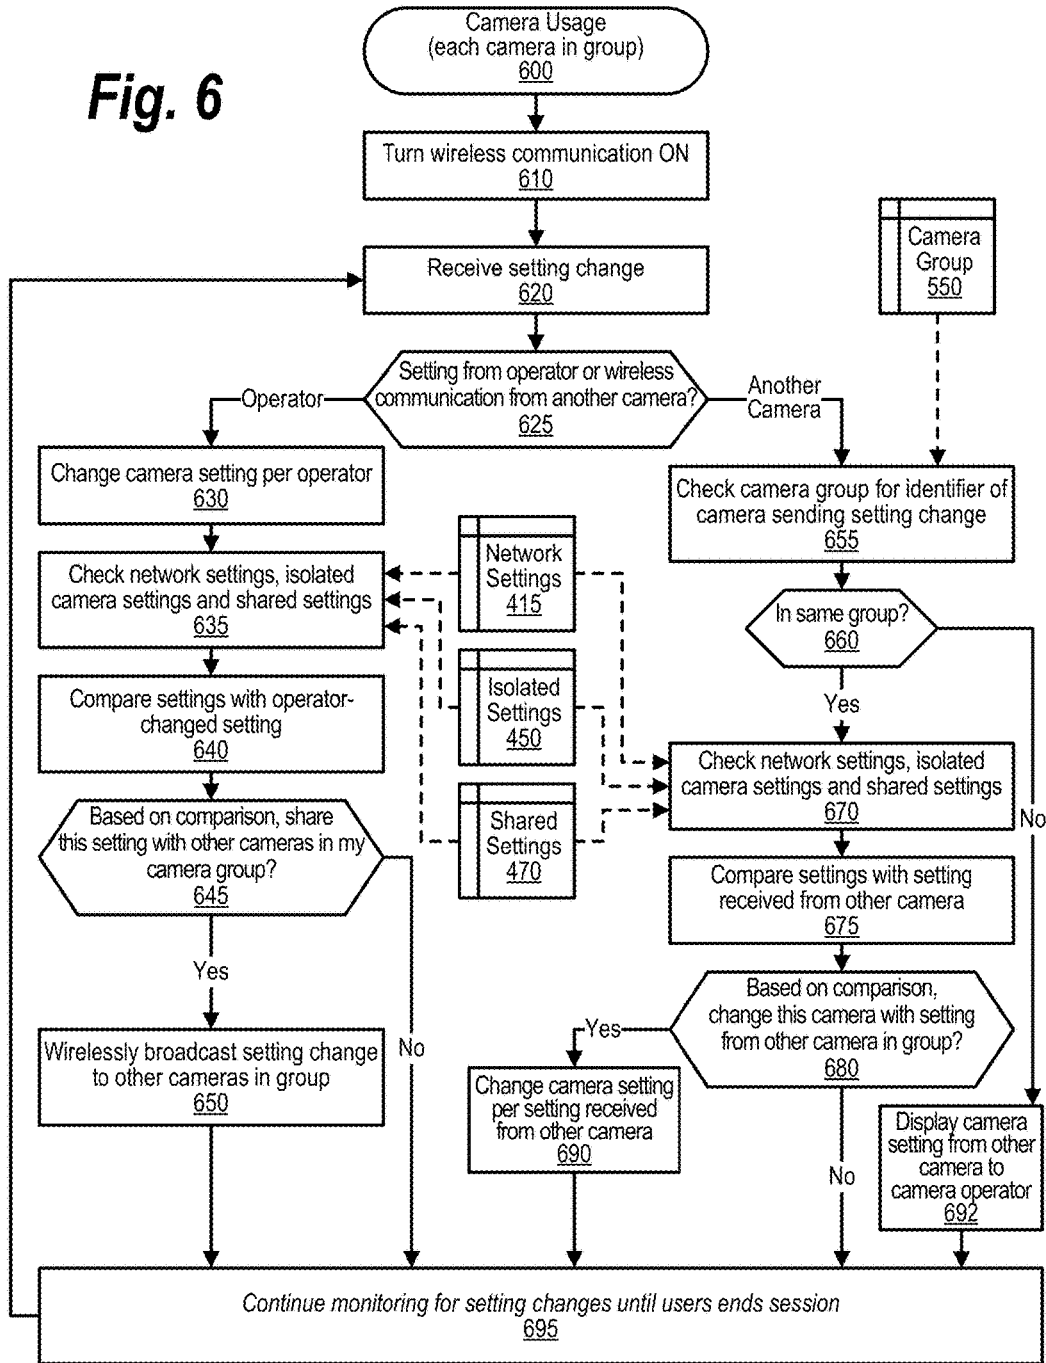 Fig. 6
Camera Usage
(each camera in group)
600
Turn wireless communication ON
610
Receive setting change
620
Camera
Group
550
Setting from operator or wireless
communication from another camera?
625
Operator
Another
Camera
Change camera setting per operator
630
Check camera group for identifier of
camera sending setting change
655
Check network settings, isolated
camera settings and shared settings
635
Network
Settings
415
In same group?
660
Yes
No
Compare settings with operator-
changed setting
640
Isolated
Settings
450
Check network settings, isolated
camera settings and shared settings
670
Based on comparison, share
this setting with other cameras in my
camera group?
645
Shared
Settings
470
Compare settings with setting
received from other camera
675
Yes
No
Based on comparison,
change this camera with setting
from other camera in group?
680
Yes
No
Wirelessly broadcast setting change
to other cameras in group
650
Change camera setting
per setting received
from other camera
690
Display camera
setting from other
camera to
camera operator
692
Continue monitoring for setting changes until users ends session
695